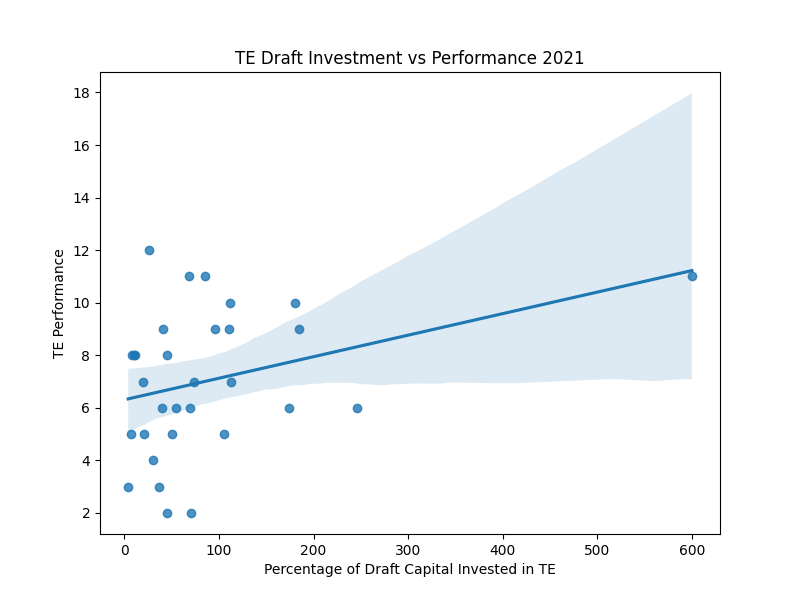 TE Draft Investment vs Performance 2021
18
16
14
12
10
8
6
4
2
TE Performance
0 100 200 300 400 500 600
Percentage of Draft Capital Invested in TE